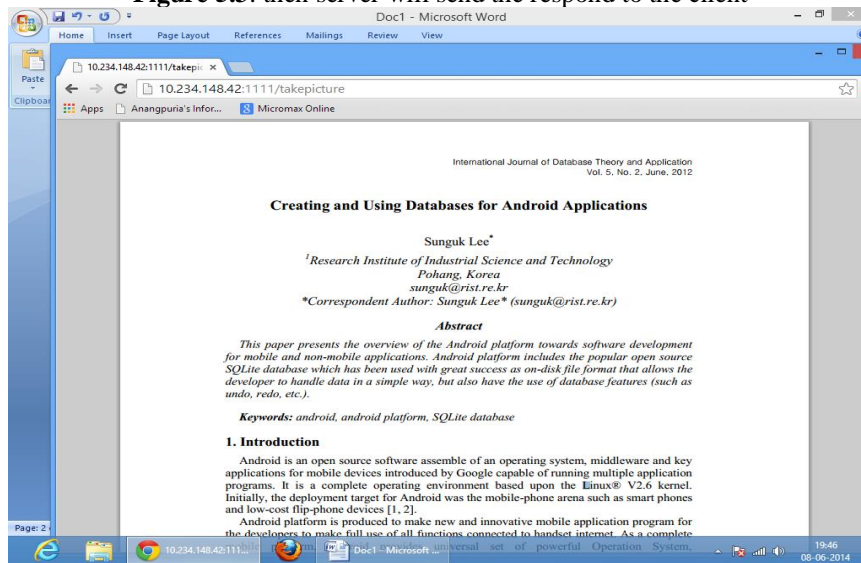 Figure 5.5: then server will send the respond to the client
Doc1 - Microsoft Word
Home Insert Page Layout References Mailings Review View
Paste
Clipboar
10.234.148.42:1111/takepic ×
10.234.148.42:1111/takepicture
Apps Anangpuria's Infor... Micromax Online
International Journal of Database Theory and Application
Vol. 5, No. 2, June, 2012
Creating and Using Databases for Android Applications
Sunguk Lee*
1Research Institute of Industrial Science and Technology
Pohang, Korea
sunguk@rist.re.kr
*Correspondent Author: Sunguk Lee* (sunguk@rist.re.kr)
Abstract
This paper presents the overview of the Android platform towards software development
for mobile and non-mobile applications. Android platform includes the popular open source
SQLite database which has been used with great success as on-disk file format that allows the
developer to handle data in a simple way, but also have the use of database features (such as
undo, redo, etc.).
Keywords: android, android platform, SQLite database
1. Introduction
Android is an open source software assemble of an operating system, middleware and key
applications for mobile devices introduced by Google capable of running multiple application
programs. It is a complete operating environment based upon the Linux® V2.6 kernel.
Initially, the deployment target for Android was the mobile-phone arena such as smart phones
and low-cost flip-phone devices [1, 2].
Android platform is produced to make new and innovative mobile application program for
the developers to make full use of all functions connected to handset internet. As a complete
universal set of powerful Operation System,
Page: 2
10.234.148.42:111...
Doc1 - Microsoft ...
19:46
08-06-2014